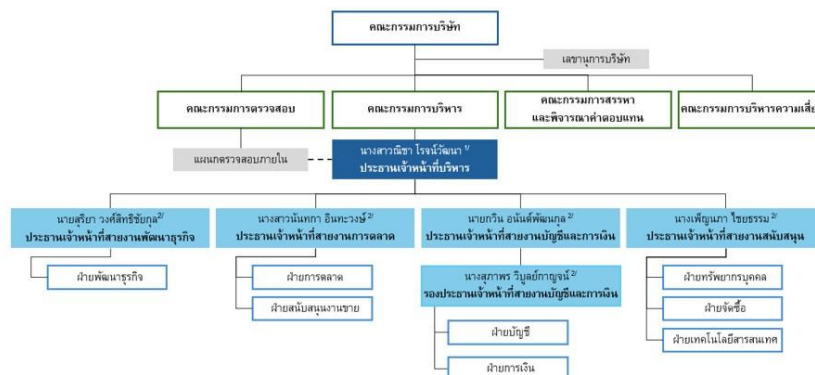 คณะกรรมการบริษัท
เลขานุการบริษัท
คณะกรรมการตรวจสอบ
คณะกรรมการบริหาร
คณะกรรมการสรรหา
และพิจารณาค่าตอบแทน
คณะกรรมการบริหารความเสี่ย
แผนกตรวจสอบภายใน
นางสาวณิชา โรจน์วัฒนา 1/
ประธานเจ้าหน้าที่บริหาร
นายสุริยา วงศ์สิทธิชัยกุล 2/
ประธานเจ้าหน้าที่สายงานพัฒนาธุรกิจ
นางสาวนันทกา อินทะวงษ์ 2/
ประธานเจ้าหน้าที่สายงานการตลาด
นายกวิน อนันต์พัฒนกุล 2/
ประธานเจ้าหน้าที่สายงานบัญชีและการเงิน
นางเพ็ญนภา ไชยธรรม 2/
ประธานเจ้าหน้าที่สายงานสนับสนุน
ฝ่ายพัฒนาธุรกิจ
ฝ่ายการตลาด
ฝ่ายสนับสนุนงานขาย
นางสุภาพร วิบูลย์กาญจน์ 2/
รองประธานเจ้าหน้าที่สายงานบัญชีและการเงิน
ฝ่ายบัญชี
ฝ่ายการเงิน
ฝ่ายทรัพยากรบุคคล
ฝ่ายจัดซื้อ
ฝ่ายเทคโนโลยีสารสนเทศ